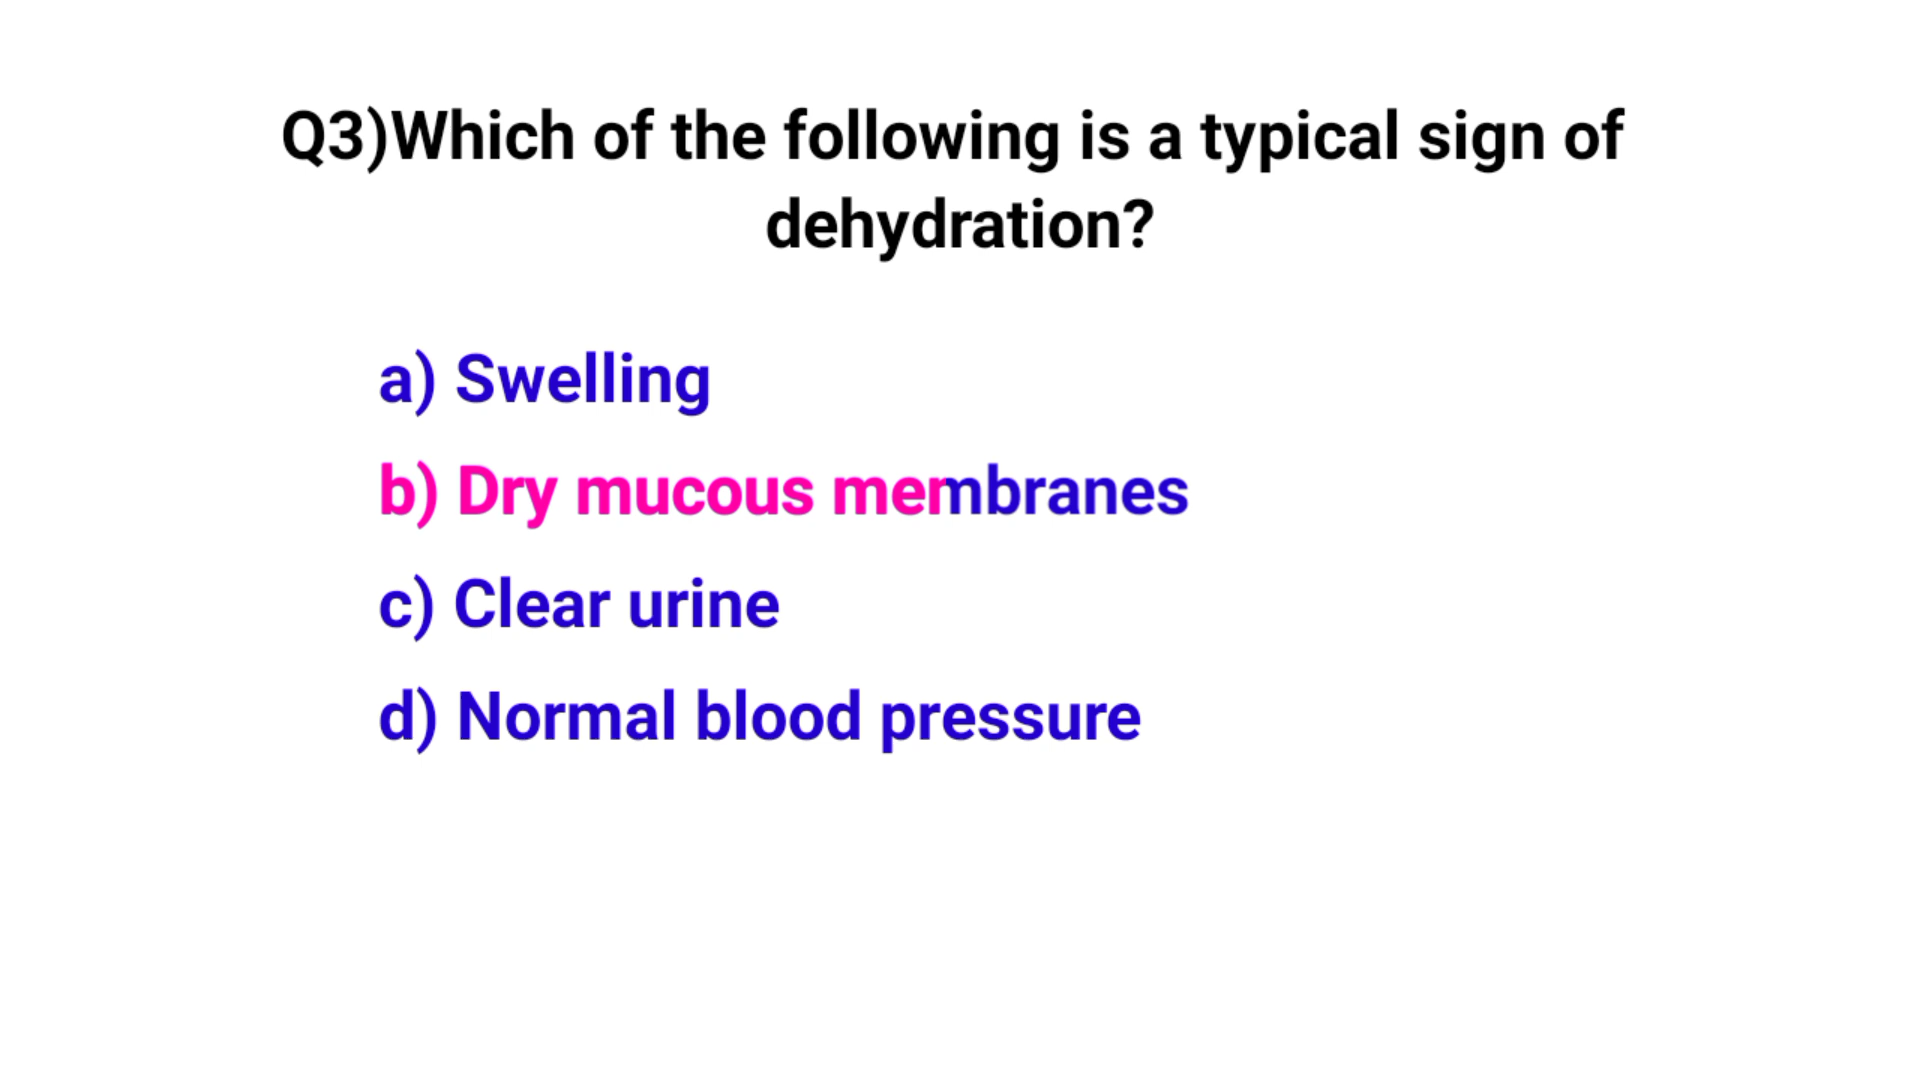 Q3)Which of the following is a typical sign of
dehydration?
a) Swelling
b) Dry mucous membranes
c) Clear urine
d) Normal blood pressure